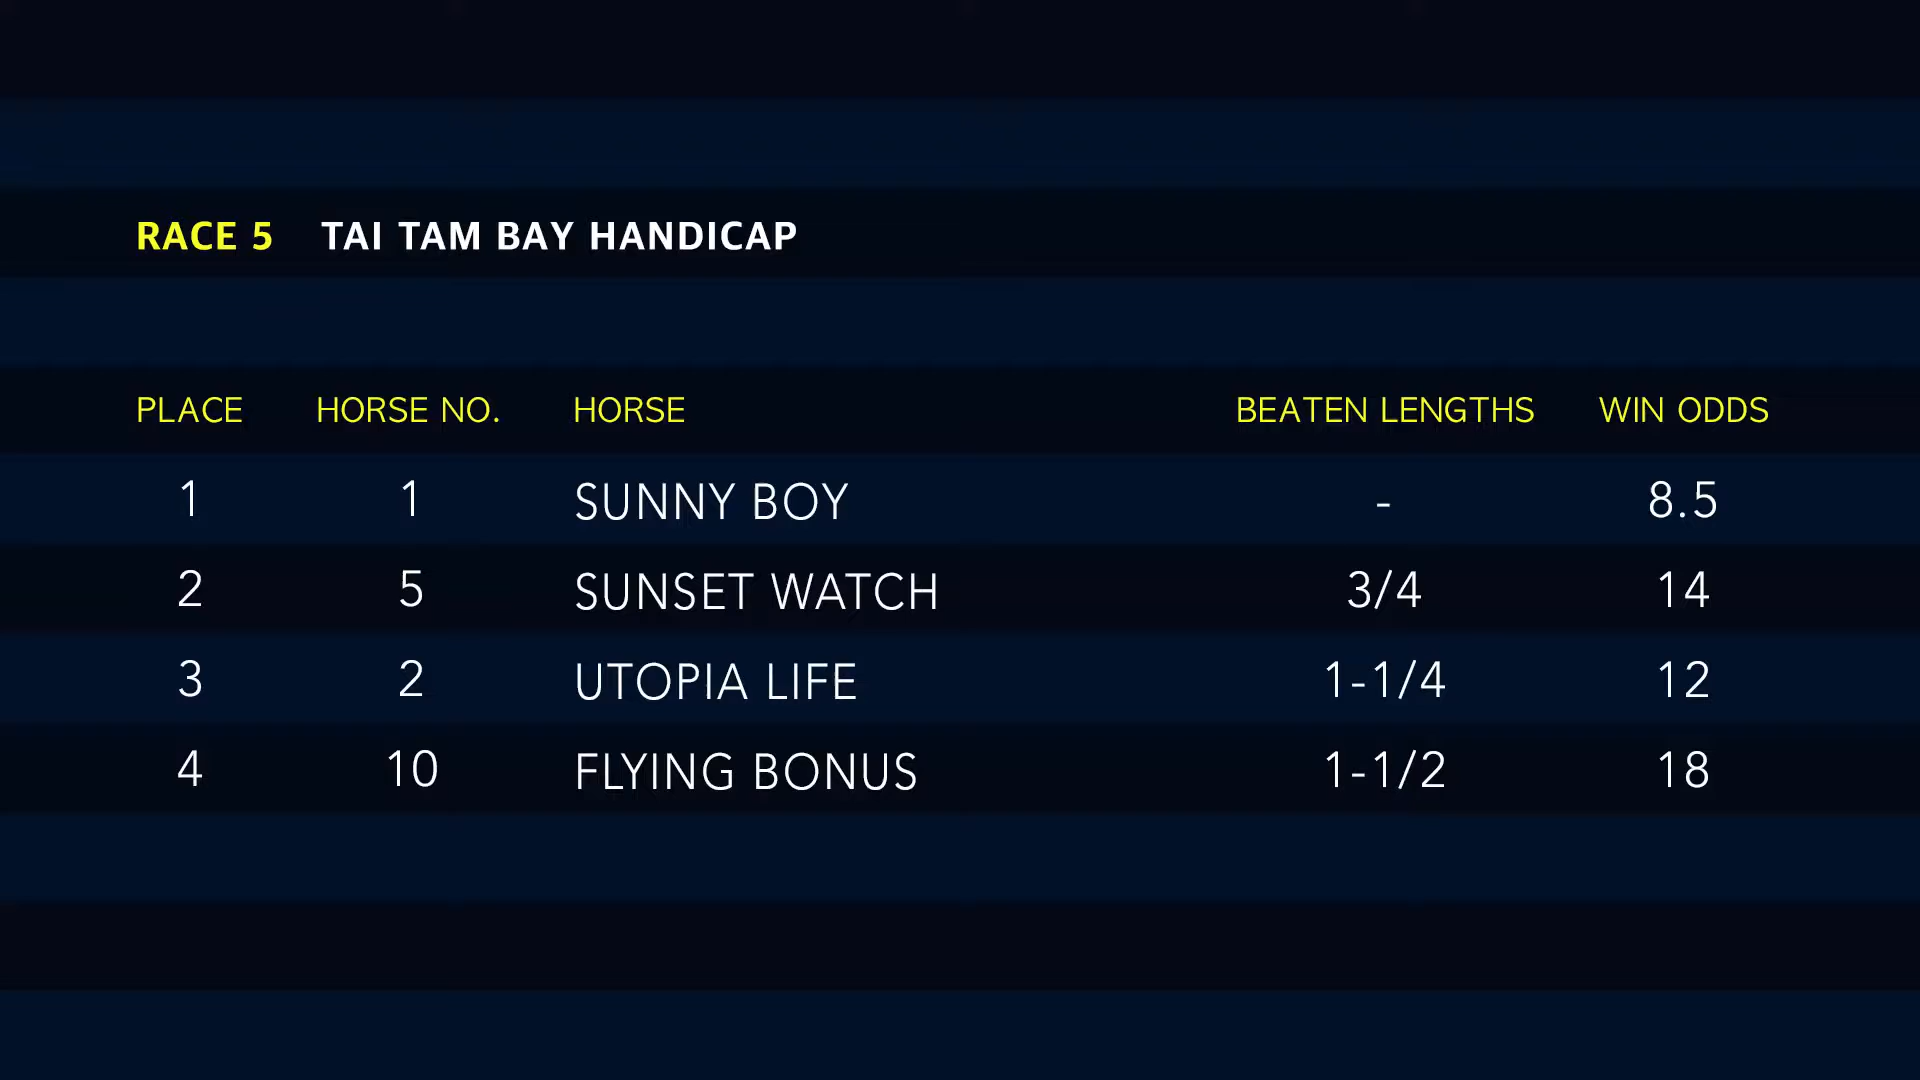 RACE 5 TAI TAM BAY HANDICAP
PLACE HORSE NO. HORSE BEATEN LENGTHS WIN ODDS
1 1 SUNNY BOY - 8.5
2 5 SUNSET WATCH 3/4 14
3 2 UTOPIA LIFE 1-1/4 12
4 10 FLYING BONUS 1-1/2 18